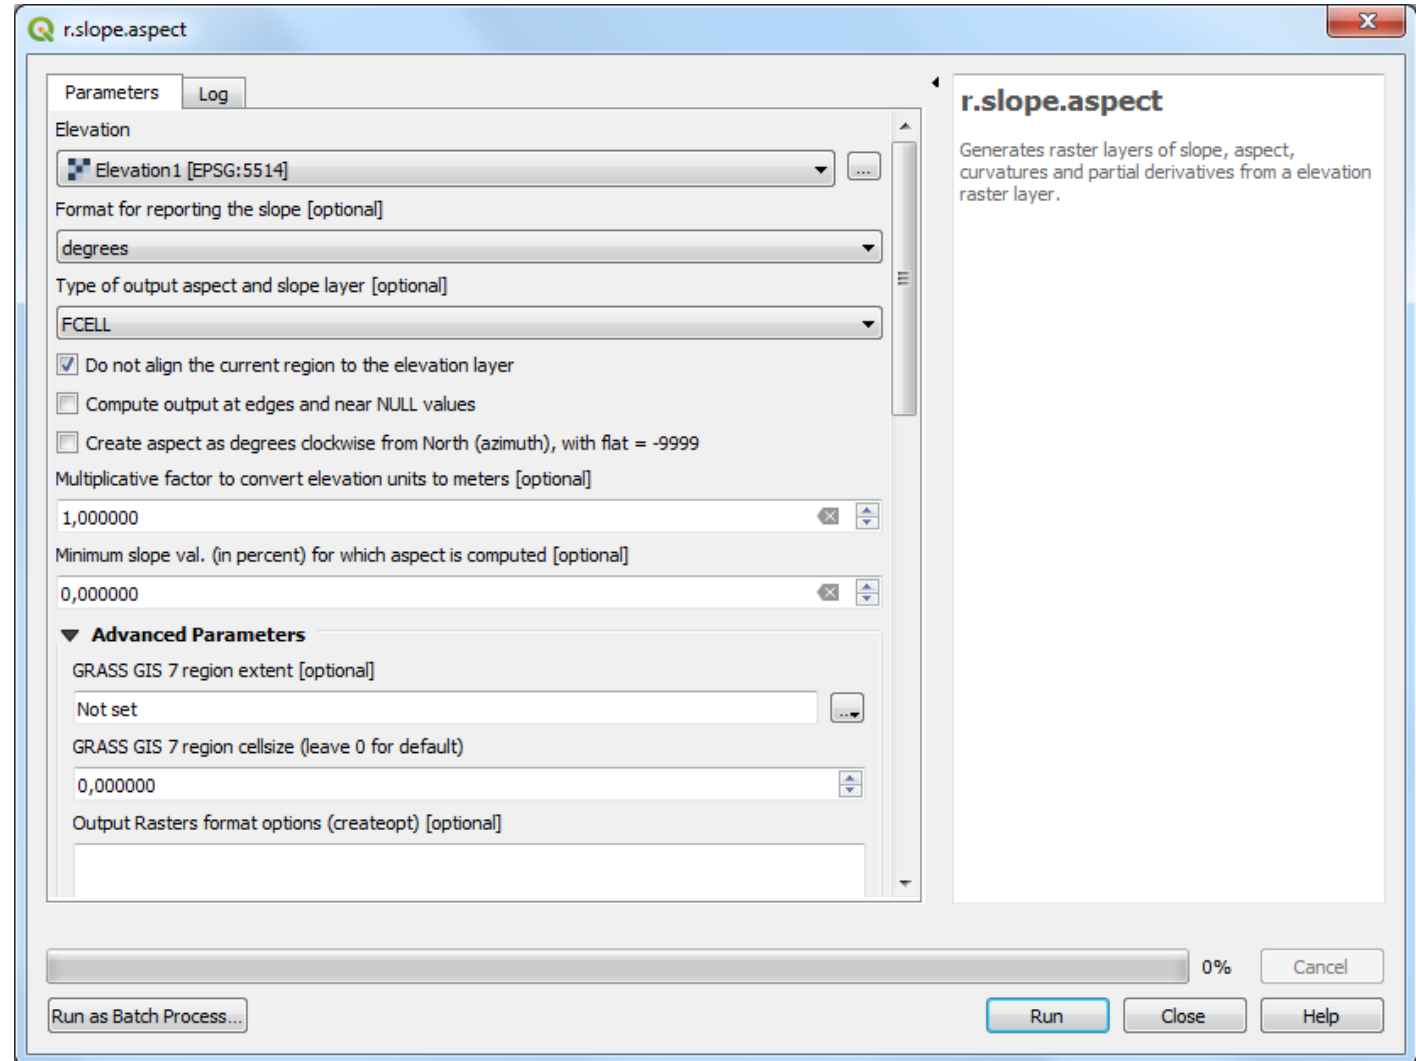 r.slope.aspect
Parameters
Log
Elevation
Elevation1 [EPSG:5514]
...
Format for reporting the slope [optional]
degrees
Type of output aspect and slope layer [optional]
FCELL
Do not align the current region to the elevation layer
Compute output at edges and near NULL values
Create aspect as degrees clockwise from North (azimuth), with flat = -9999
Multiplicative factor to convert elevation units to meters [optional]
1,000000
Minimum slope val. (in percent) for which aspect is computed [optional]
0,000000
Advanced Parameters
GRASS GIS 7 region extent [optional]
Not set
...
GRASS GIS 7 region cellsize (leave 0 for default)
0,000000
Output Rasters format options (createopt) [optional]
r.slope.aspect
Generates raster layers of slope, aspect,
curvatures and partial derivatives from a elevation
raster layer.
0%
Cancel
Run as Batch Process...
Run
Close
Help